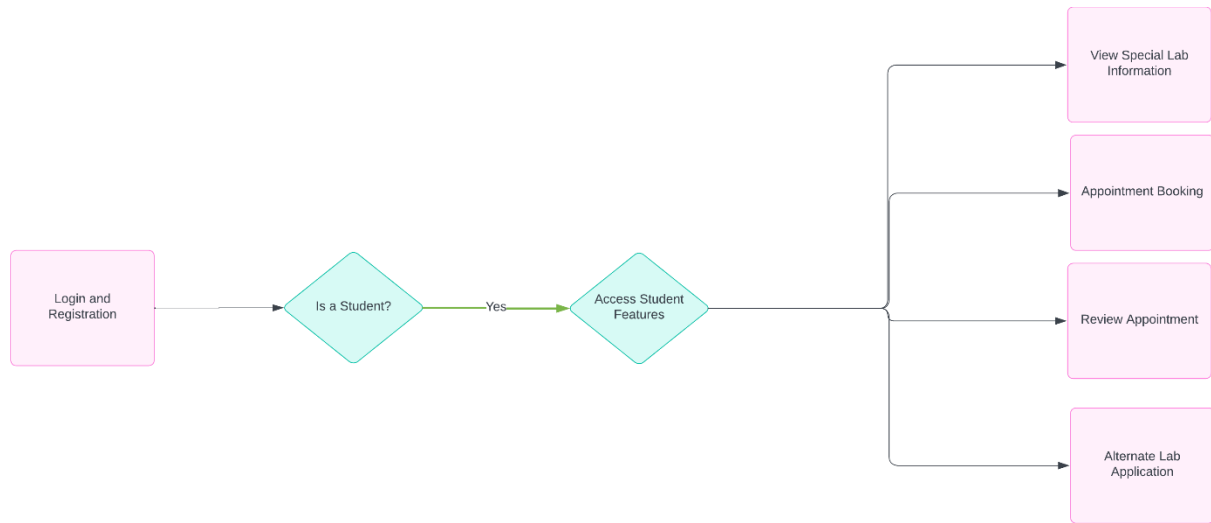 Login and
Registration
Is a Student?
Yes
Access Student
Features
View Special Lab
Information
Appointment Booking
Review Appointment
Alternate Lab
Application